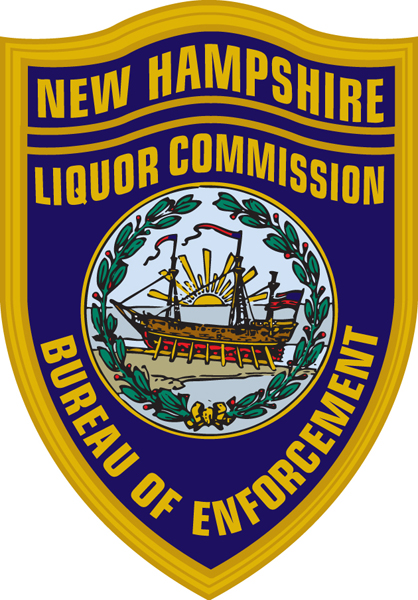 NEW HAMPSHIRE
LIQUOR COMMISSION
BUREAU OF ENFORCEMENT